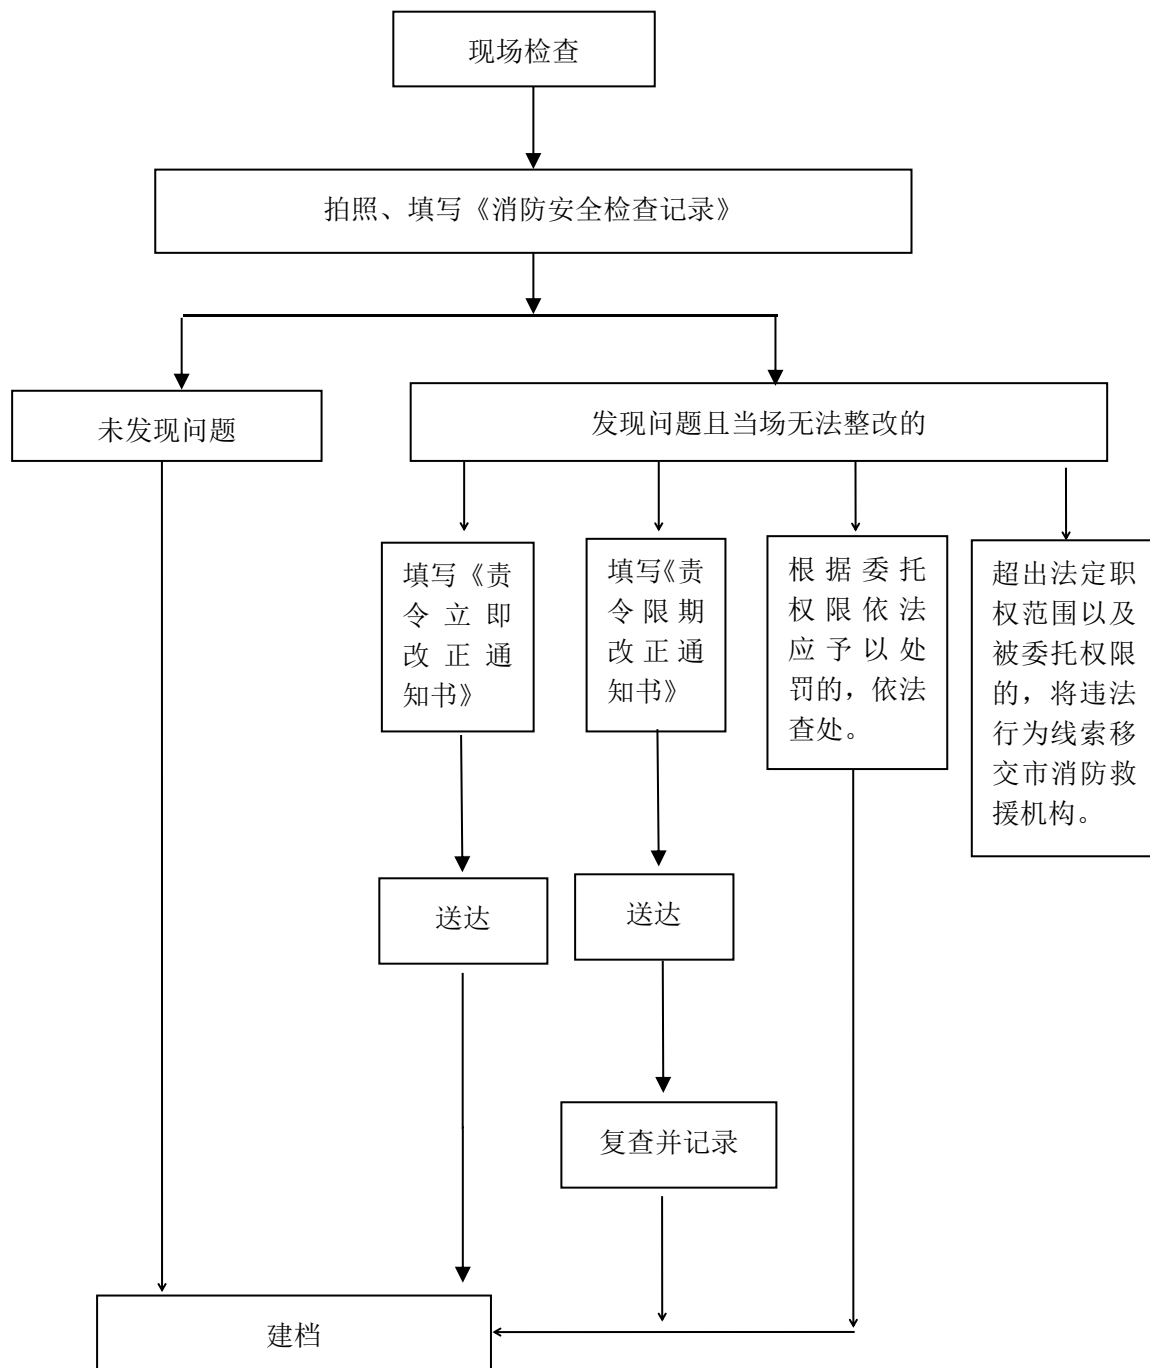 现场检查
拍照、填写《消防安全检查记录》
未发现问题
发现问题且当场无法整改的
填写《责
令立即
改正通
知书》
填写《责
令限期
改正通
知书》
根据委托
权限依法
应予以处
罚的，依法
查处。
超出法定职
权范围以及
被委托权限
的，将违法
行为线索移
交市消防救
援机构。
送达
送达
复查并记录
建档